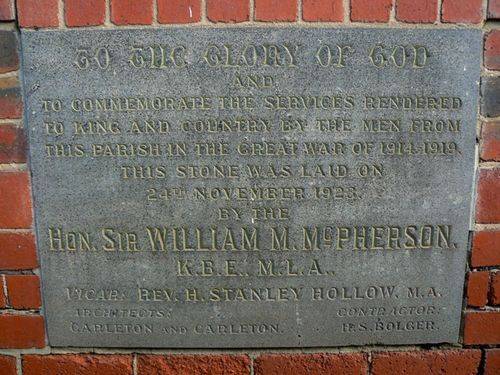 TO THE GLORY OF GOD
AND
TO COMMEMORATE THE SERVICES RENDERED
TO KING AND COUNTRY BY THE MEN FROM
THIS PARISH IN THE GREAT WAR OF 1914-1919,
THIS STONE WAS LAID ON
24TH NOVEMBER 1923.
BY THE
HON. SIR WILLIAM M. MCPHERSON,
K.B.E., M.L.A.,
VICAR: REV. H. STANLEY HOLLOW, M.A.
ARCHITECTS: CONTRACTOR:
CARLETON AND CARLETON. H.S. BOLGER.